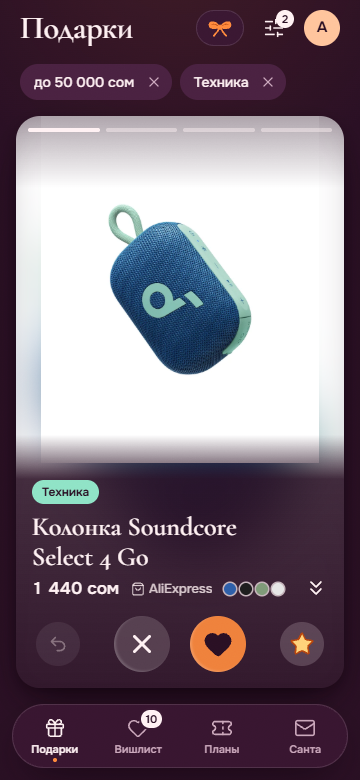 Подарки
2
A
до 50 000 сом
Техника
Техника
Колонка Soundcore
Select 4 Go
1 440 сом AliExpress
10
Подарки Вишлист Планы Санта